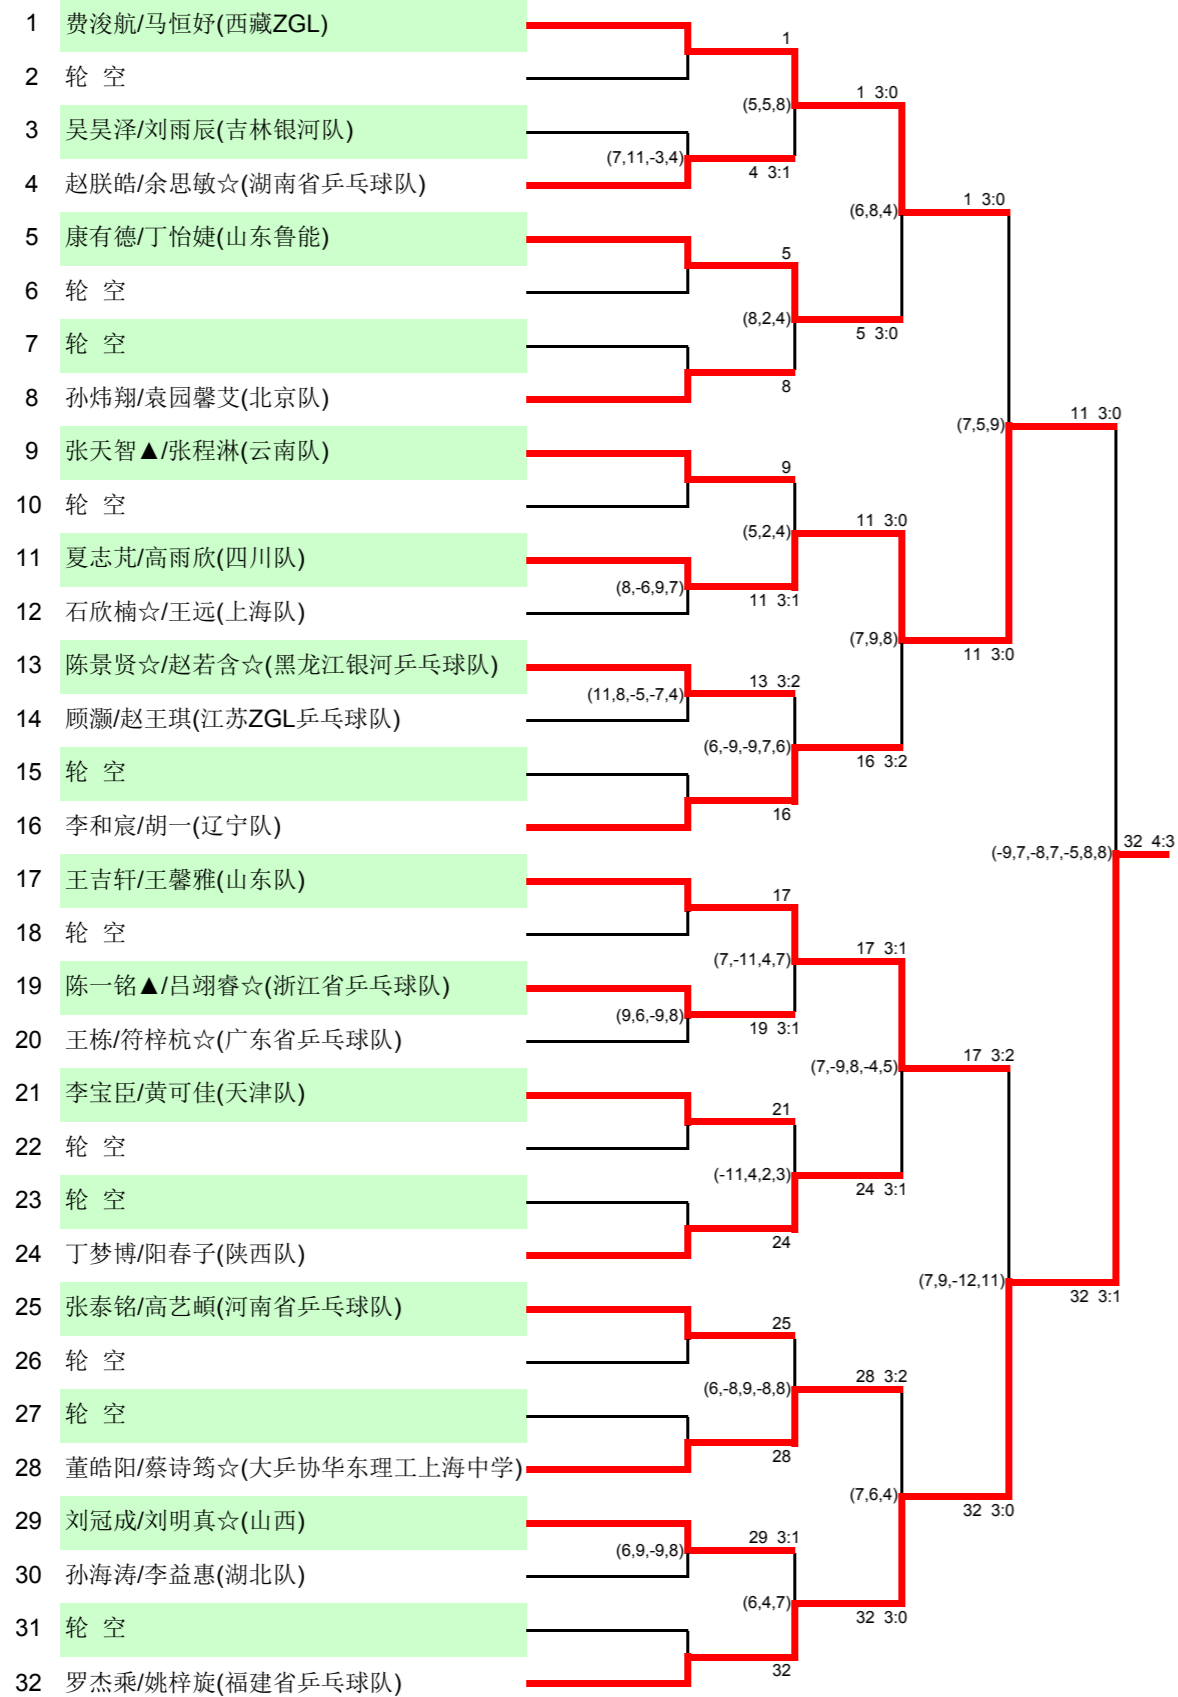 1 费浚航/马恒妤(西藏ZGL)
2 轮 空
3 吴昊泽/刘雨辰(吉林银河队)
4 赵朕皓/余思敏☆(湖南省乒乓球队)
5 康有德/丁怡婕(山东鲁能)
6 轮 空
7 轮 空
8 孙炜翔/袁园馨艾(北京队)
9 张天智▲/张程淋(云南队)
10 轮 空
11 夏志芃/高雨欣(四川队)
12 石欣楠☆/王远(上海队)
13 陈景贤☆/赵若含☆(黑龙江银河乒乓球队)
14 顾灏/赵王琪(江苏ZGL乒乓球队)
15 轮 空
16 李和宸/胡一(辽宁队)
17 王吉轩/王馨雅(山东队)
18 轮 空
19 陈一铭▲/吕翊睿☆(浙江省乒乓球队)
20 王栋/符梓杭☆(广东省乒乓球队)
21 李宝臣/黄可佳(天津队)
22 轮 空
23 轮 空
24 丁梦博/阳春子(陕西队)
25 张泰铭/高艺頔(河南省乒乓球队)
26 轮 空
27 轮 空
28 董皓阳/蔡诗筠☆(大乒协华东理工上海中学)
29 刘冠成/刘明真☆(山西)
30 孙海涛/李益惠(湖北队)
31 轮 空
32 罗杰乘/姚梓旋(福建省乒乓球队)
(7,11,-3,4)
(8,-6,9,7)
(11,8,-5,-7,4)
(9,6,-9,8)
(6,9,-9,8)
1
(5,5,8)
4 3:1
5
(8,2,4)
8
9
(5,2,4)
11 3:1
13 3:2
(6,-9,-9,7,6)
16
17
(7,-11,4,7)
19 3:1
21
(-11,4,2,3)
24
25
(6,-8,9,-8,8)
28
29 3:1
(6,4,7)
32
1 3:0
(6,8,4)
5 3:0
11 3:0
(7,9,8)
16 3:2
17 3:1
(7,-9,8,-4,5)
24 3:1
28 3:2
(7,6,4)
32 3:0
1 3:0
(7,5,9)
11 3:0
17 3:2
(7,9,-12,11)
32 3:0
11 3:0
(-9,7,-8,7,-5,8,8)
32 3:1
32 4:3